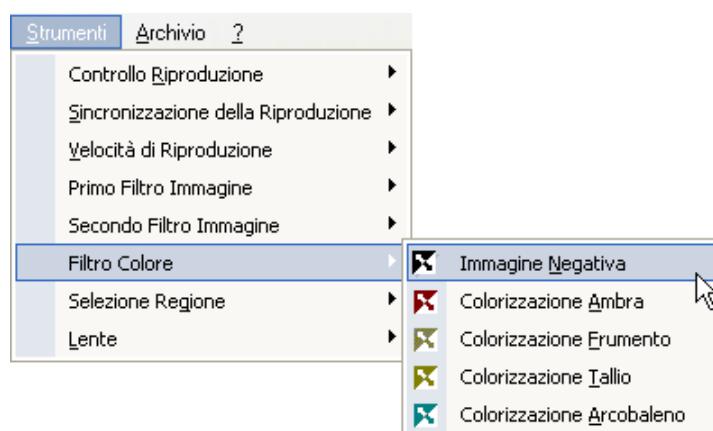 Strumenti Archivio ?
Controllo Riproduzione
Sincronizzazione della Riproduzione
Velocità di Riproduzione
Primo Filtro Immagine
Secondo Filtro Immagine
Filtro Colore
Selezione Regione
Lente
Immagine Negativa
Colorizzazione Ambra
Colorizzazione Frumento
Colorizzazione Tallio
Colorizzazione Arcobaleno